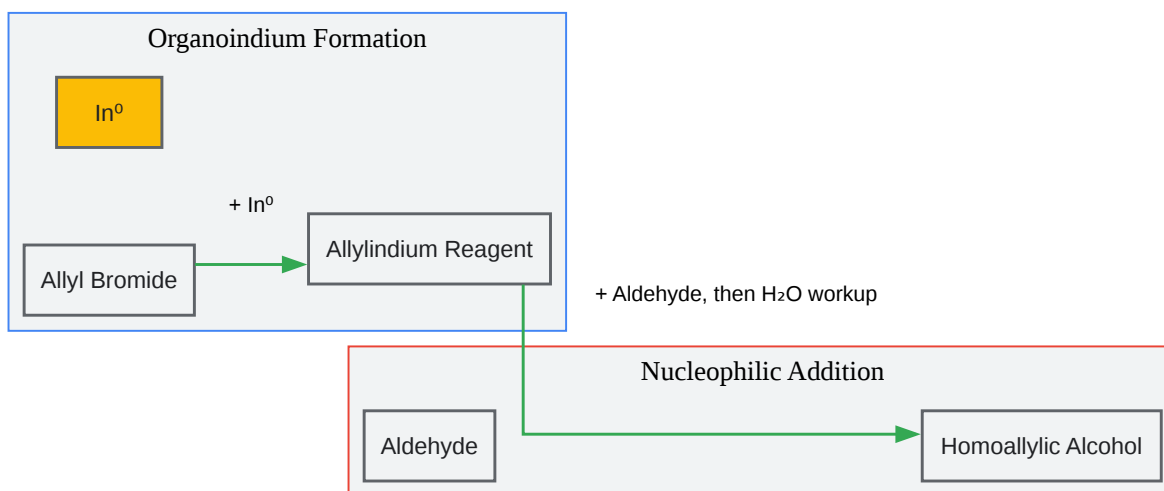 Organoindium Formation
In⁰
+ In⁰
Allyl Bromide
Allylindium Reagent
+ Aldehyde, then H₂O workup
Nucleophilic Addition
Aldehyde
Homoallylic Alcohol